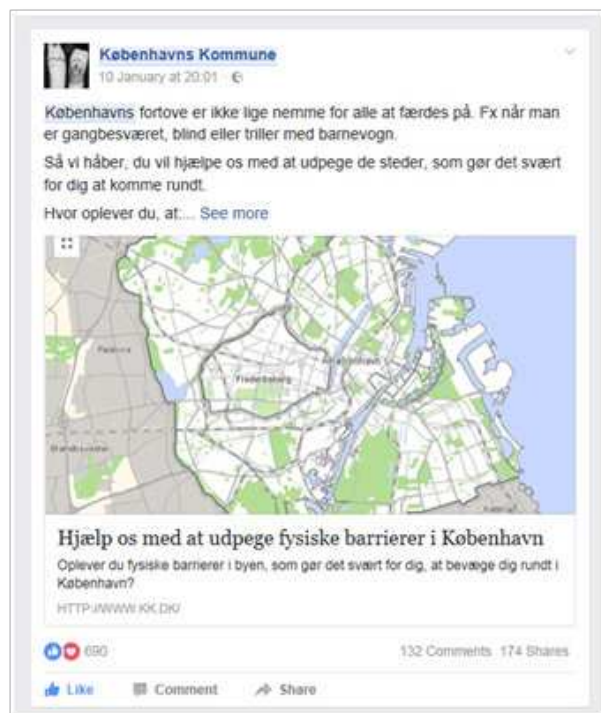 Københavns Kommune
10 January at 20:01
Københavns fortove er ikke lige nemme for alle at færdes på. Fx når man
er gangbesværet, blind eller triller med barnevogn.
Så vi håber, du vil hjælpe os med at udpege de steder, som gør det svært
for dig at komme rundt.
Hvor oplever du, at:... See more
Frederiksberg
Hjælp os med at udpege fysiske barrierer i København
Oplever du fysiske barrierer i byen, som gør det svært for dig, at bevæge dig rundt i
København?
HTTP://WWW.KK.DK/
690
132 Comments 174 Shares
Like Comment Share